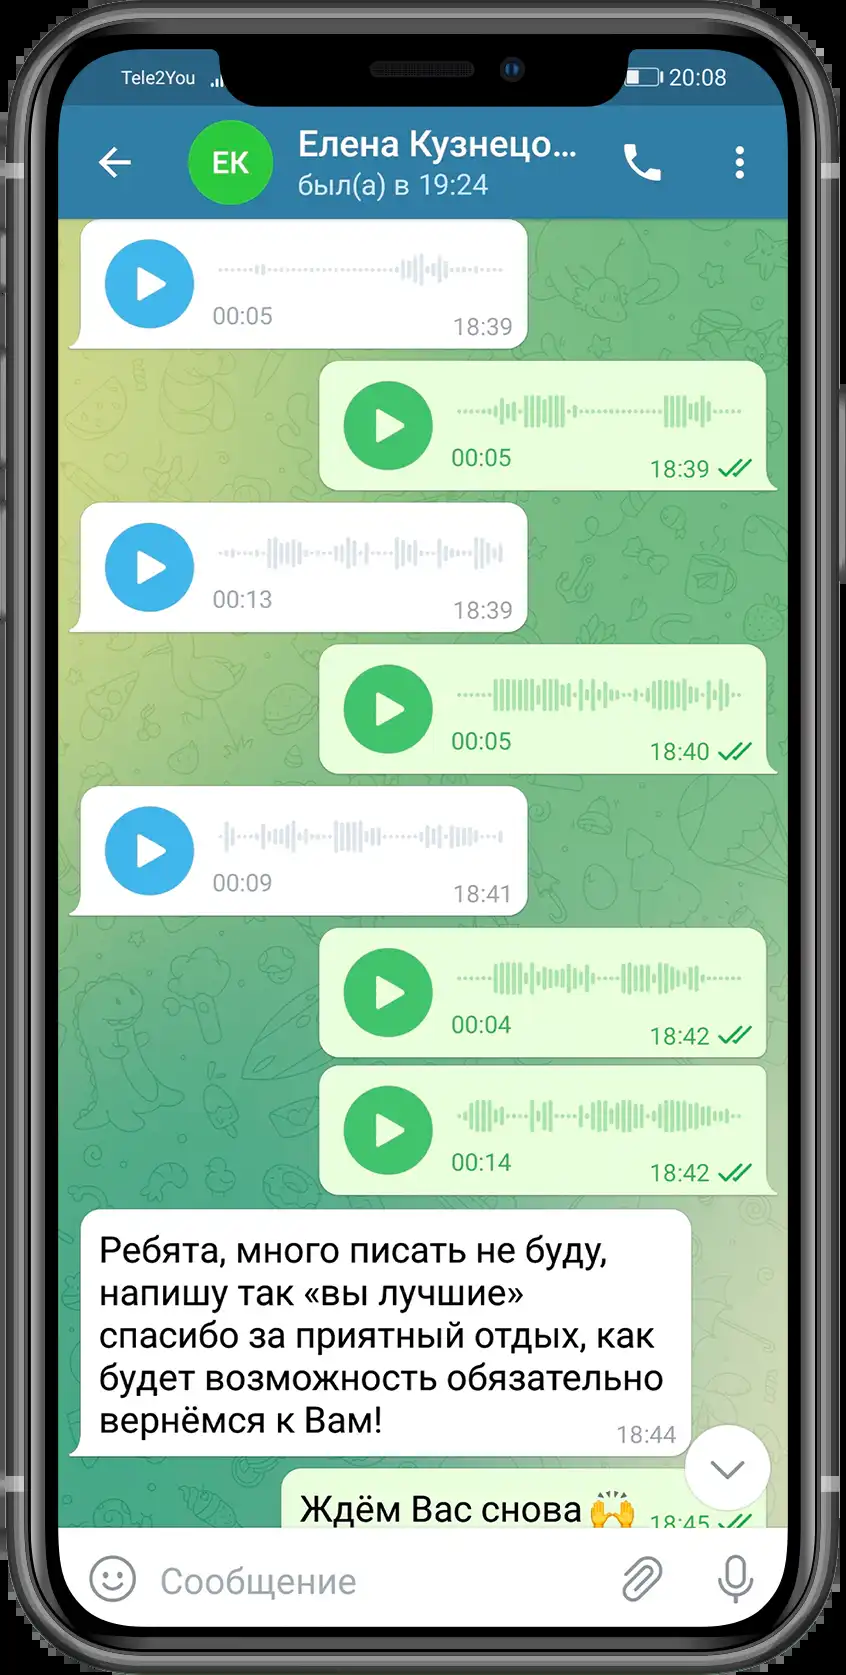 Tele2You
20:08
ЕК
Елена Кузнецо...
был(а) в 19:24
00:05
18:39
00:05
18:39
00:13
18:39
00:05
18:40
00:09
18:41
00:04
18:42
00:14
18:42
Ребята, много писать не буду,
напишу так «вы лучшие»
спасибо за приятный отдых, как
будет возможность обязательно
вернёмся к Вам!
18:44
Ждём Вас снова 🙌
18:45
Сообщение